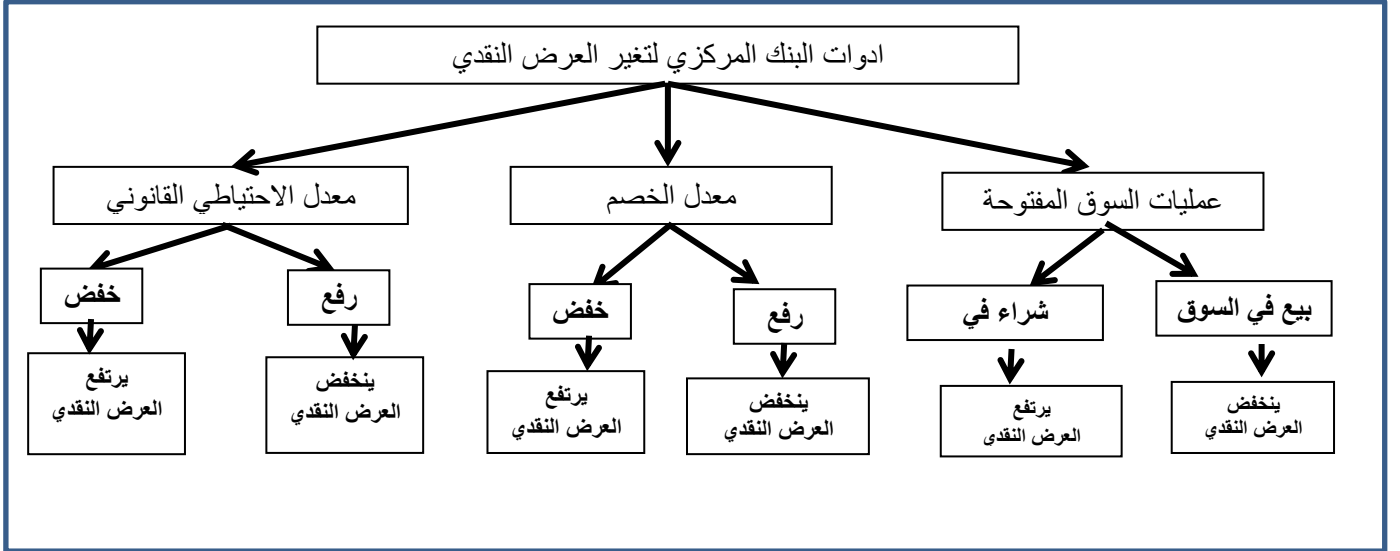 ادوات البنك المركزي لتغير العرض النقدي
عمليات السوق المفتوحة
معدل الخصم
معدل الاحتياطي القانوني
بيع في السوق
شراء في
رفع
خفض
رفع
خفض
ينخفض
العرض النقدي
يرتفع
العرض النقدي
ينخفض
العرض النقدي
يرتفع
العرض النقدي
ينخفض
العرض النقدي
يرتفع
العرض النقدي